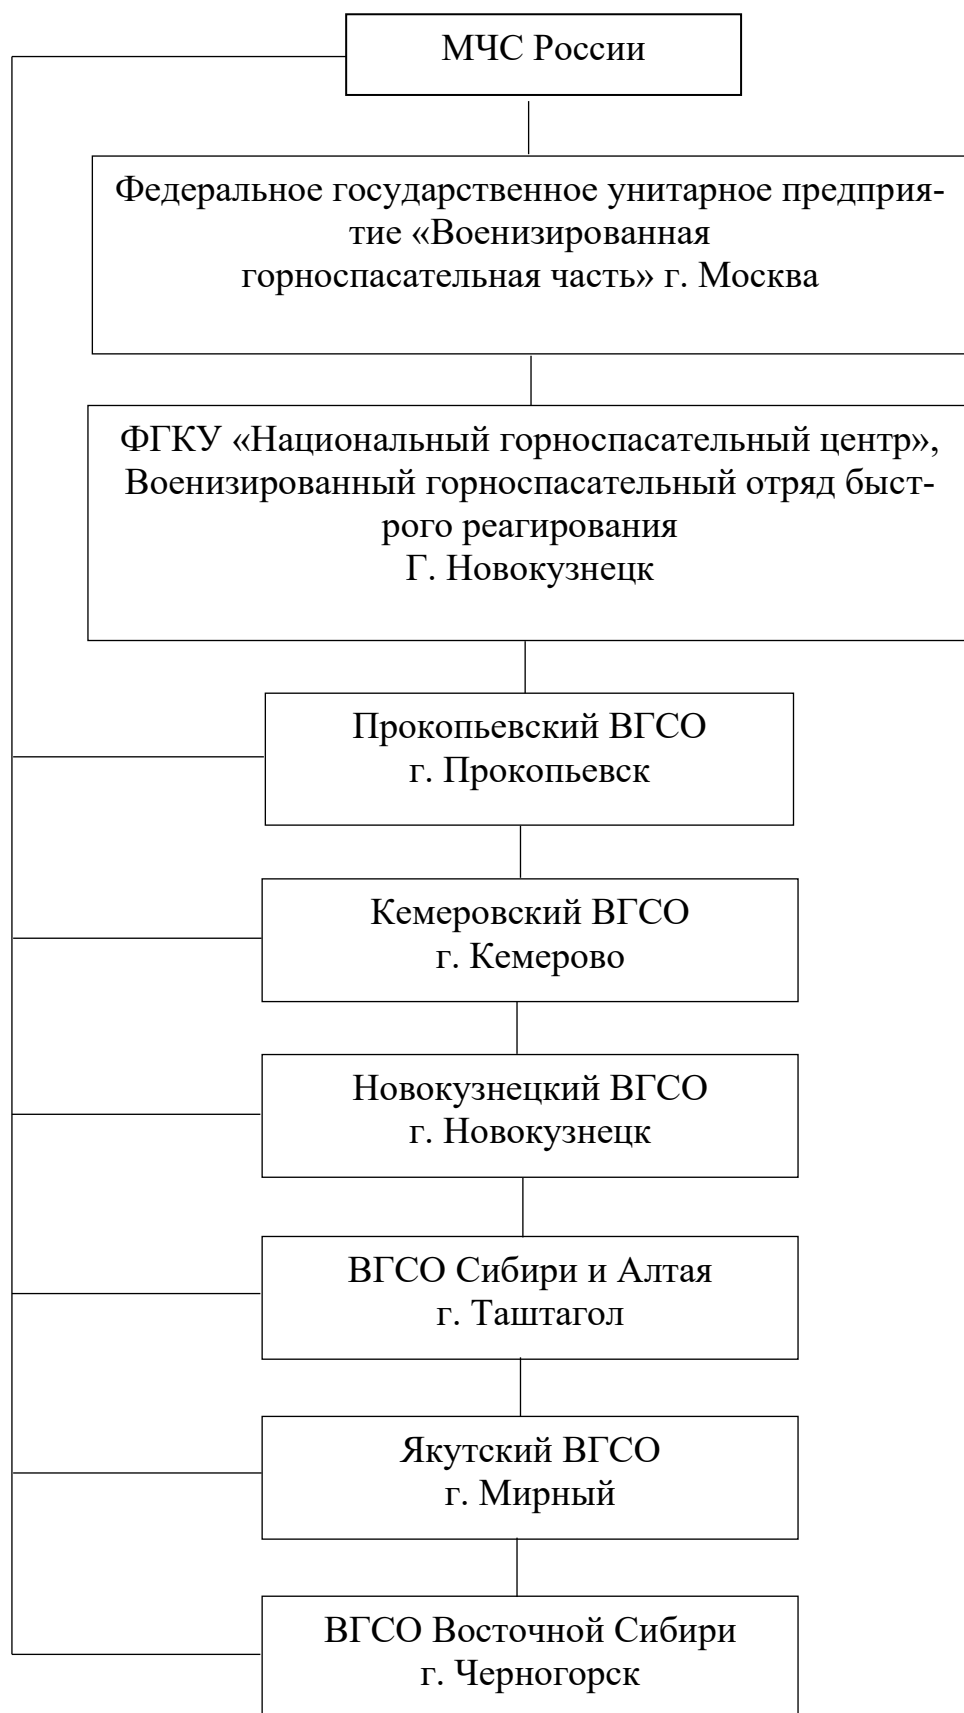 МЧС России
Федеральное государственное унитарное предприя-
тие «Военизированная
горноспасательная часть» г. Москва
ФГКУ «Национальный горноспасательный центр»,
Военизированный горноспасательный отряд быст-
рого реагирования
Г. Новокузнецк
Прокопьевский ВГСО
г. Прокопьевск
Кемеровский ВГСО
г. Кемерово
Новокузнецкий ВГСО
г. Новокузнецк
ВГСО Сибири и Алтая
г. Таштагол
Якутский ВГСО
г. Мирный
ВГСО Восточной Сибири
г. Черногорск